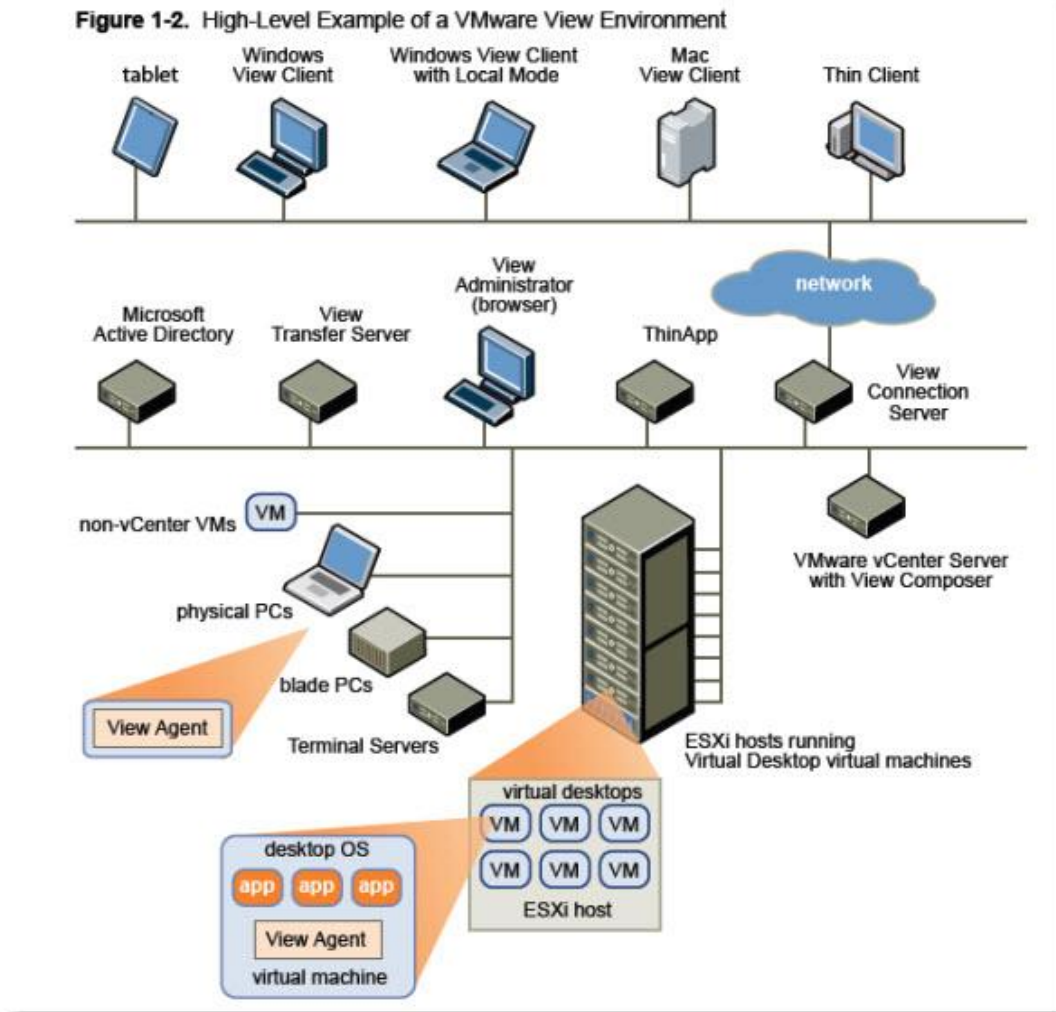 Figure 1-2. High-Level Example of a VMware View Environment
tablet
Windows
View Client
Windows View Client
with Local Mode
Mac
View Client
Thin Client
network
Microsoft
Active Directory
View
Transfer Server
View
Administrator
(browser)
ThinApp
View
Connection
Server
non-vCenter VMs
VM
VMware vCenter Server
with View Composer
physical PCs
blade PCs
View Agent
Terminal Servers
ESXi hosts running
Virtual Desktop virtual machines
virtual desktops
VM VM VM
VM VM VM
ESXi host
desktop OS
app app app
View Agent
virtual machine